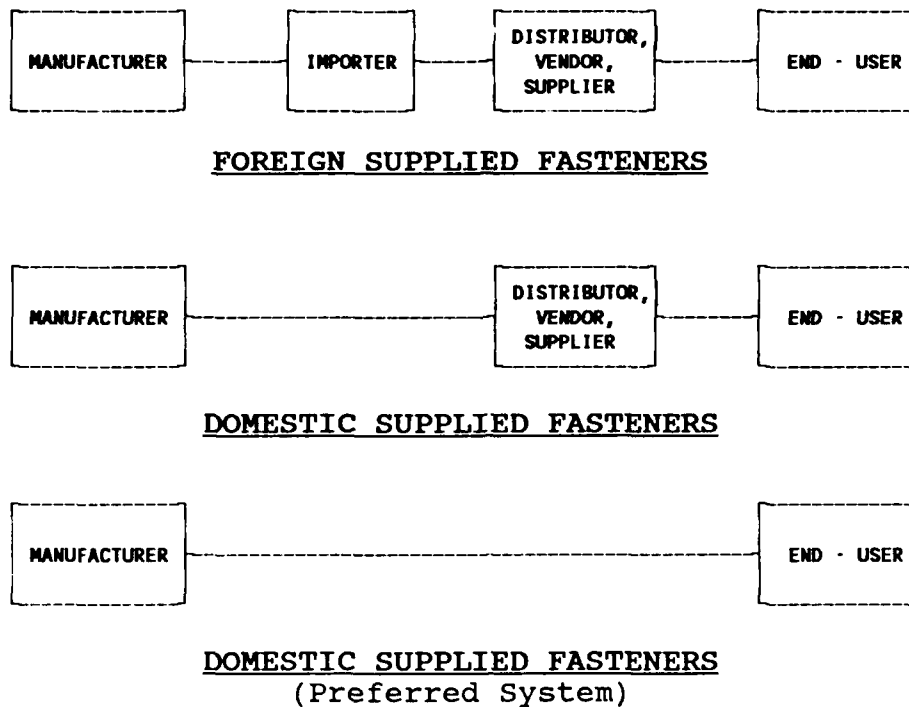 MANUFACTURER
IMPORTER
DISTRIBUTOR,
VENDOR,
SUPPLIER
END - USER
FOREIGN SUPPLIED FASTENERS
MANUFACTURER
DISTRIBUTOR,
VENDOR,
SUPPLIER
END - USER
DOMESTIC SUPPLIED FASTENERS
MANUFACTURER
END - USER
DOMESTIC SUPPLIED FASTENERS
(Preferred System)